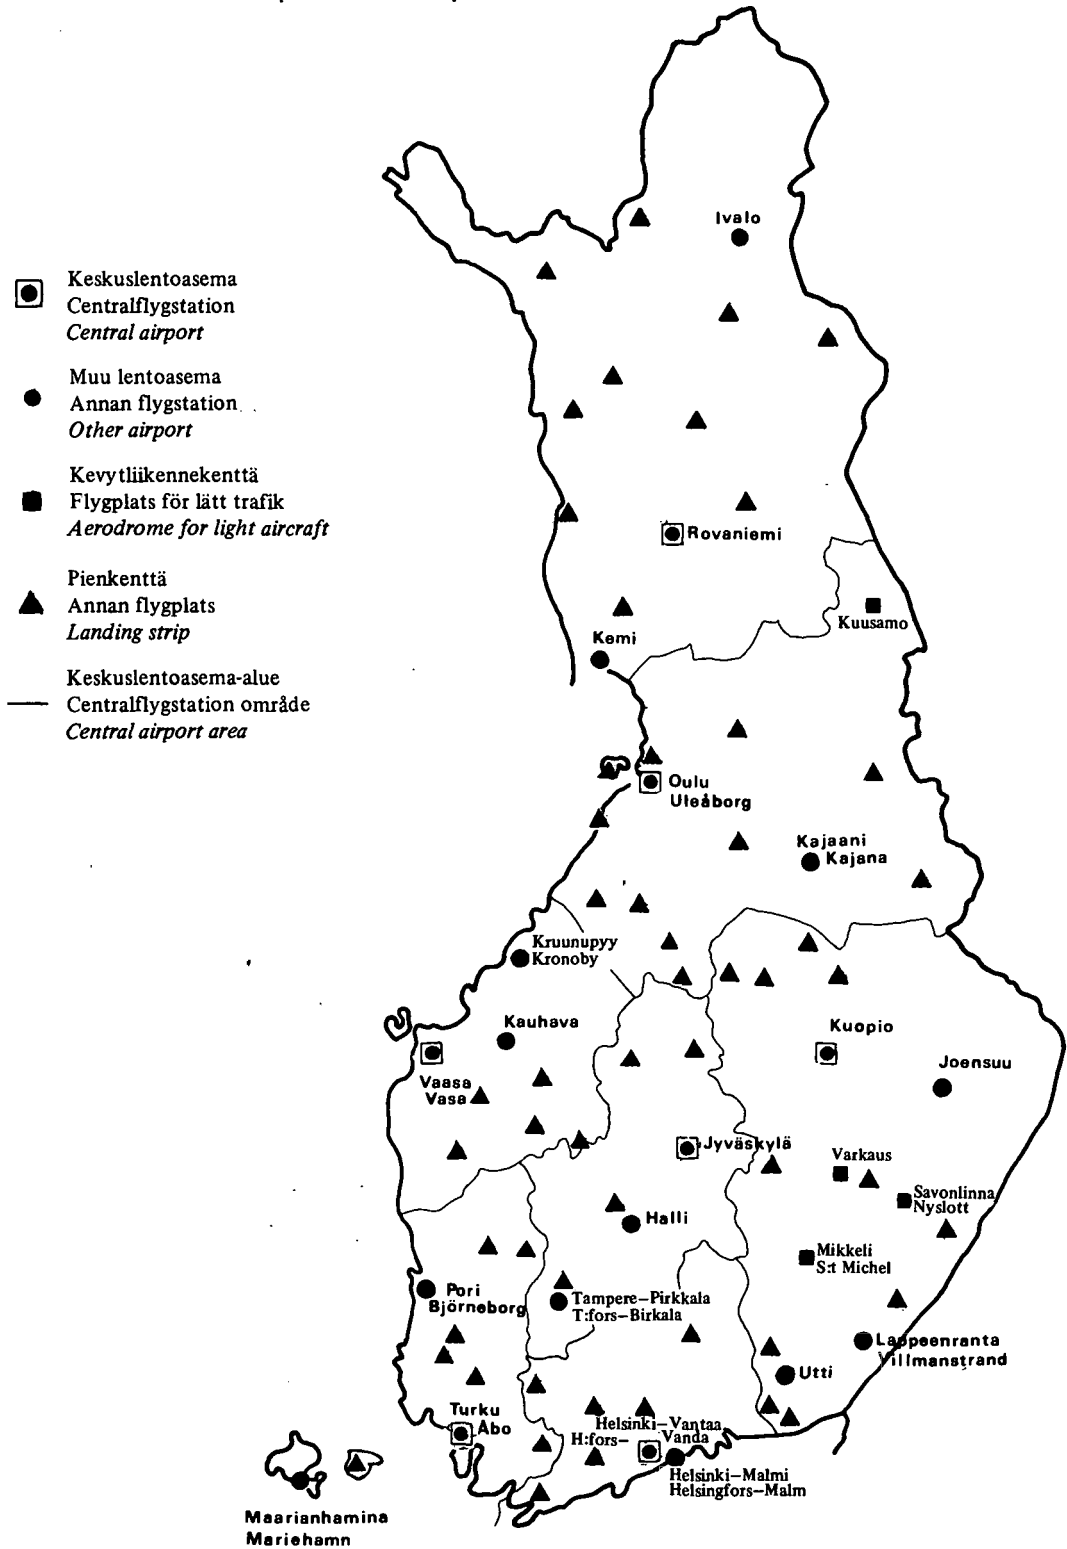 Keskuslentoasema
Centralflygstation
Central airport
Muu lentoasema
Annan flygstation
Other airport
Kevytliikennekenttä
Flygplats för lätt trafik
Aerodrome for light aircraft
Pienkenttä
Annan flygplats
Landing strip
Keskuslentoasema-alue
Centralflygstation område
Central airport area
Ivalo
Rovaniemi
Kuusamo
Kemi
Oulu
Uleåborg
Kajaani
Kajana
Kruunupyy
Kronoby
Kauhava
Kuopio
Joensuu
Vaasa
Vasa
Jyväskylä
Varkaus
Savonlinna
Nyslott
Halli
Mikkeli
S:t Michel
Pori
Björneborg
Tampere–Pirkkala
T:fors–Birkala
Lappeenranta
Villmanstrand
Utti
Turku
Åbo
Helsinki–Vantaa
H:fors– Vanda
Helsinki–Malmi
Helsingfors–Malm
Maarianhamina
Mariehamn